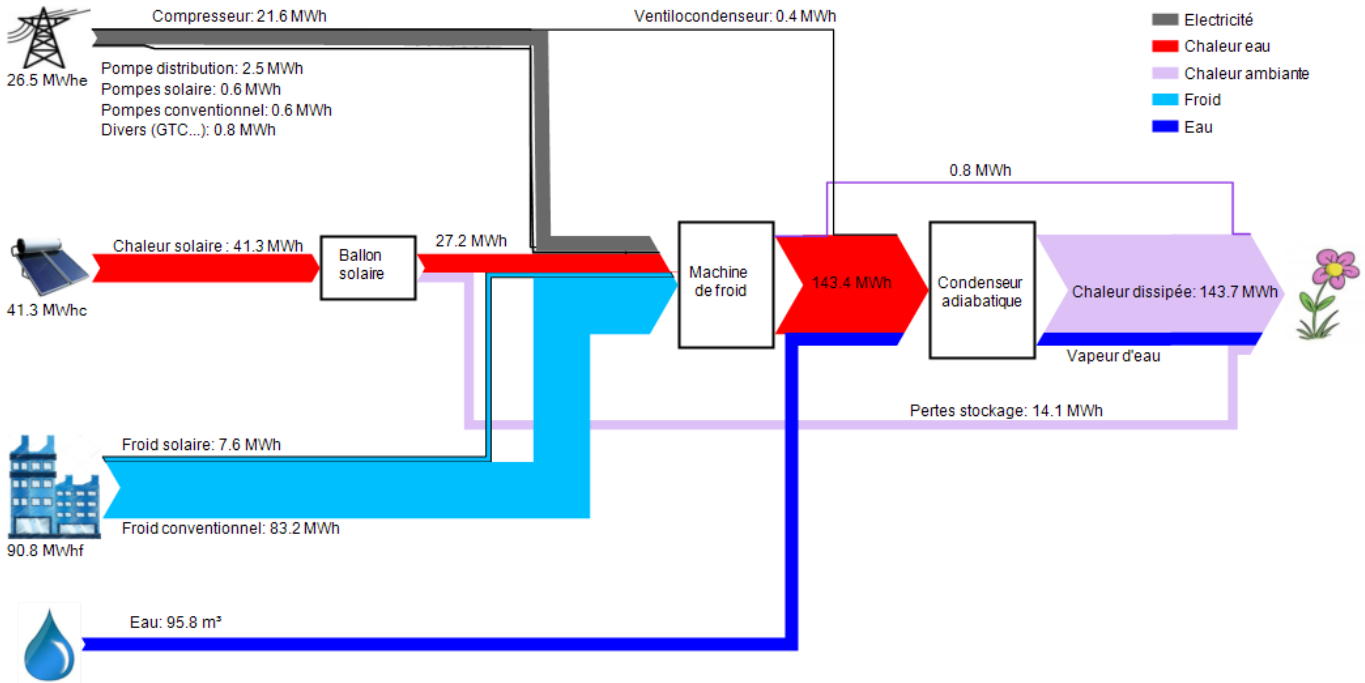 Compresseur: 21.6 MWh
Ventilocondenseur: 0.4 MWh
Electricité
Chaleur eau
Chaleur ambiante
Froid
Eau
26.5 MWhe
Pompe distribution: 2.5 MWh
Pompes solaire: 0.6 MWh
Pompes conventionnel: 0.6 MWh
Divers (GTC...): 0.8 MWh
0.8 MWh
Chaleur solaire : 41.3 MWh
Ballon
solaire
27.2 MWh
41.3 MWhc
Machine
de froid
143.4 MWh
Condenseur
adiabatique
Chaleur dissipée: 143.7 MWh
Vapeur d'eau
Pertes stockage: 14.1 MWh
Froid solaire: 7.6 MWh
Froid conventionnel: 83.2 MWh
90.8 MWhf
Eau: 95.8 m³